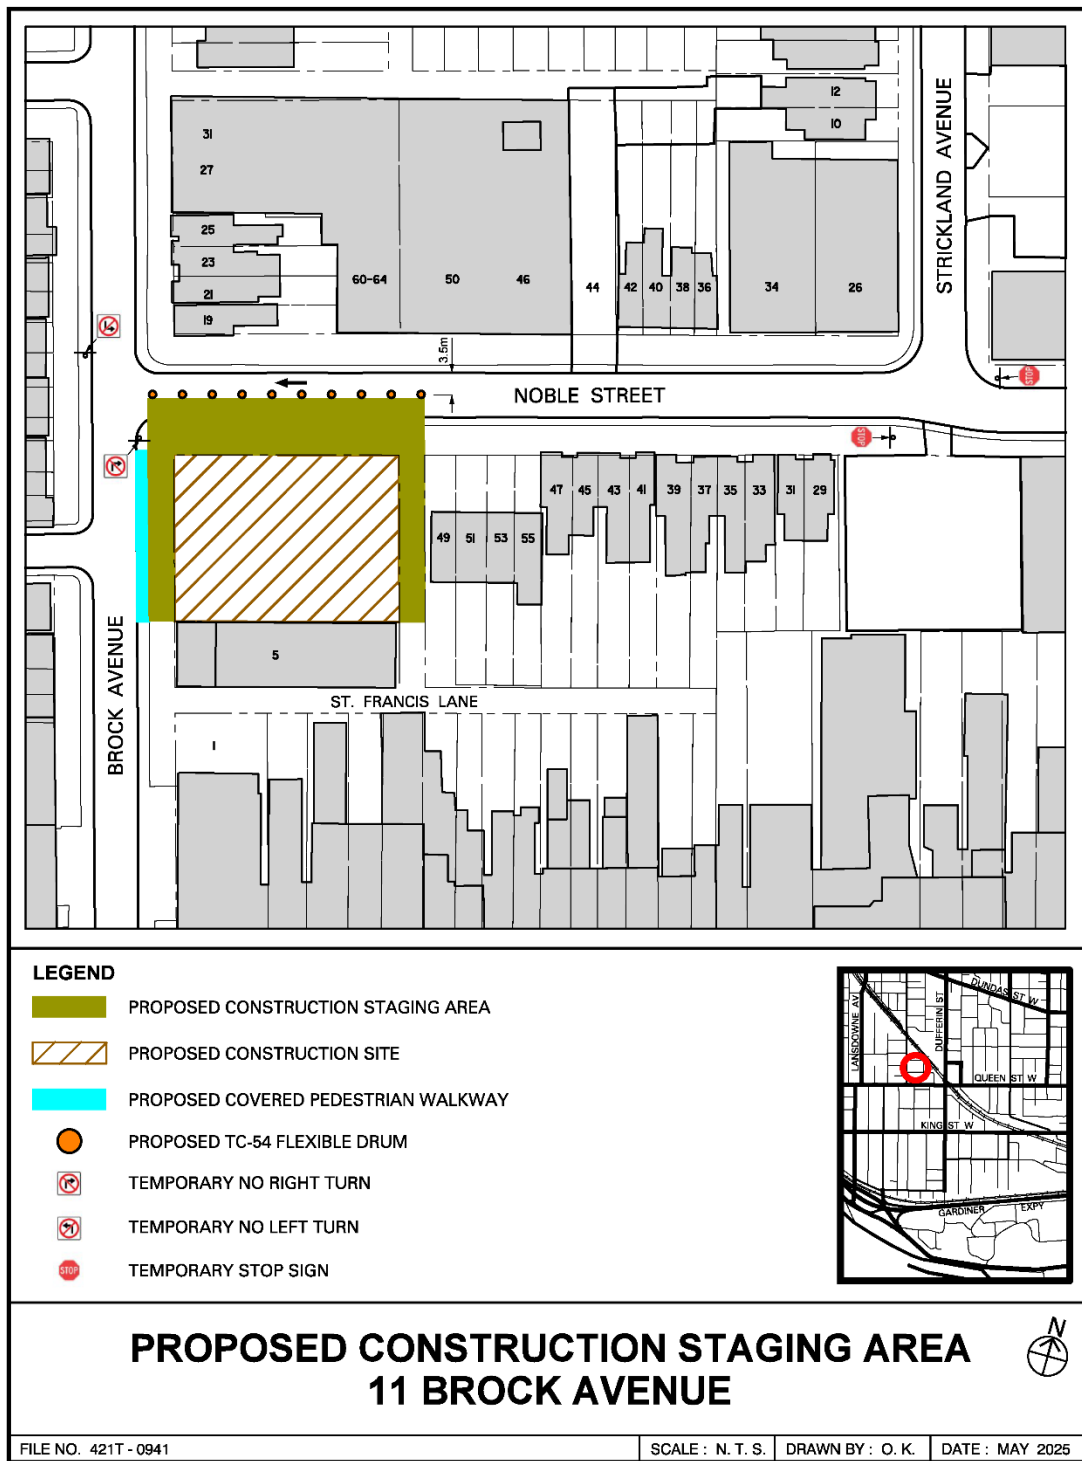 12
10
31
27
25
23
21
19
60-64
50
46
44
42
40
38
36
34
26
STRICKLAND AVENUE
3.5m
NOBLE STREET
STOP
STOP
47
45
43
41
39
37
35
33
31
29
49
51
53
55
5
ST. FRANCIS LANE
BROCK AVENUE
1
LEGEND
PROPOSED CONSTRUCTION STAGING AREA
PROPOSED CONSTRUCTION SITE
PROPOSED COVERED PEDESTRIAN WALKWAY
PROPOSED TC-54 FLEXIBLE DRUM
TEMPORARY NO RIGHT TURN
TEMPORARY NO LEFT TURN
STOP
TEMPORARY STOP SIGN
LANSDOWNE AV
DUFFERIN ST
DUNDAS ST W
QUEEN ST W
KING ST W
GARDINER EXPY
PROPOSED CONSTRUCTION STAGING AREA
11 BROCK AVENUE
N
FILE NO. 421T - 0941
SCALE : N. T. S.
DRAWN BY : O. K.
DATE : MAY 2025